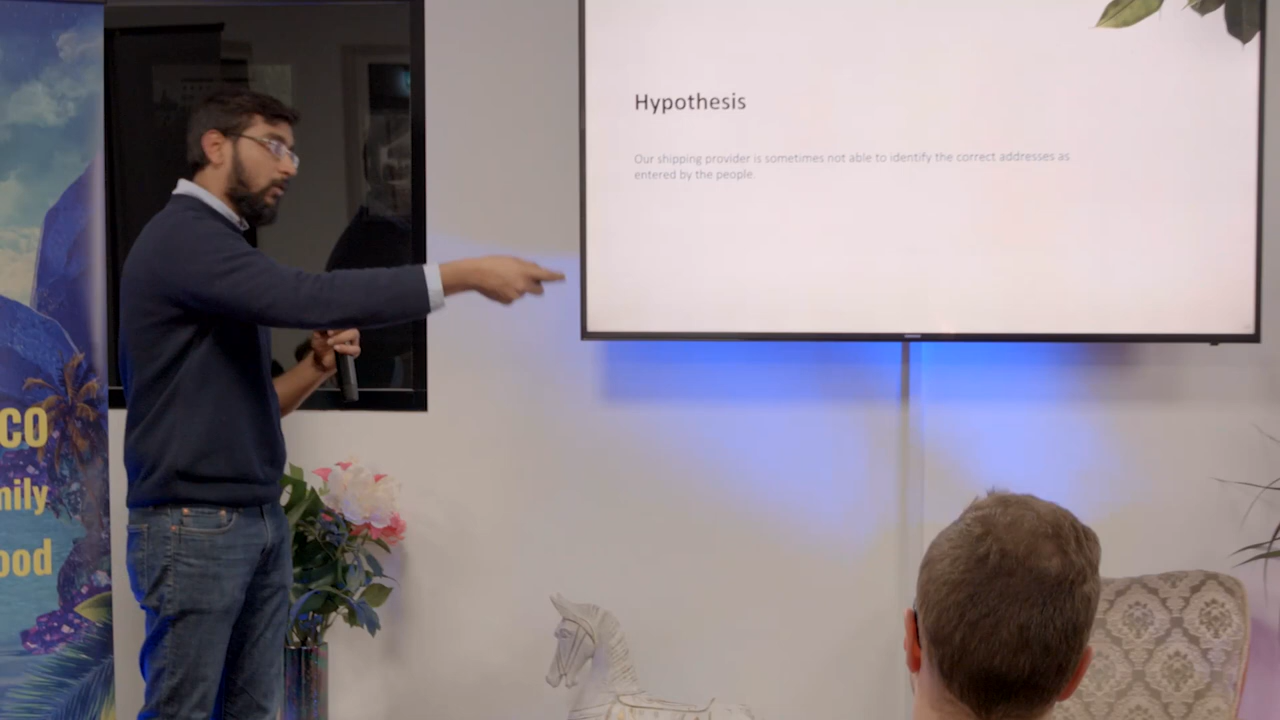 Hypothesis
Our shipping provider is sometimes not able to identify the correct addresses as
entered by the people
CO
nily
ood